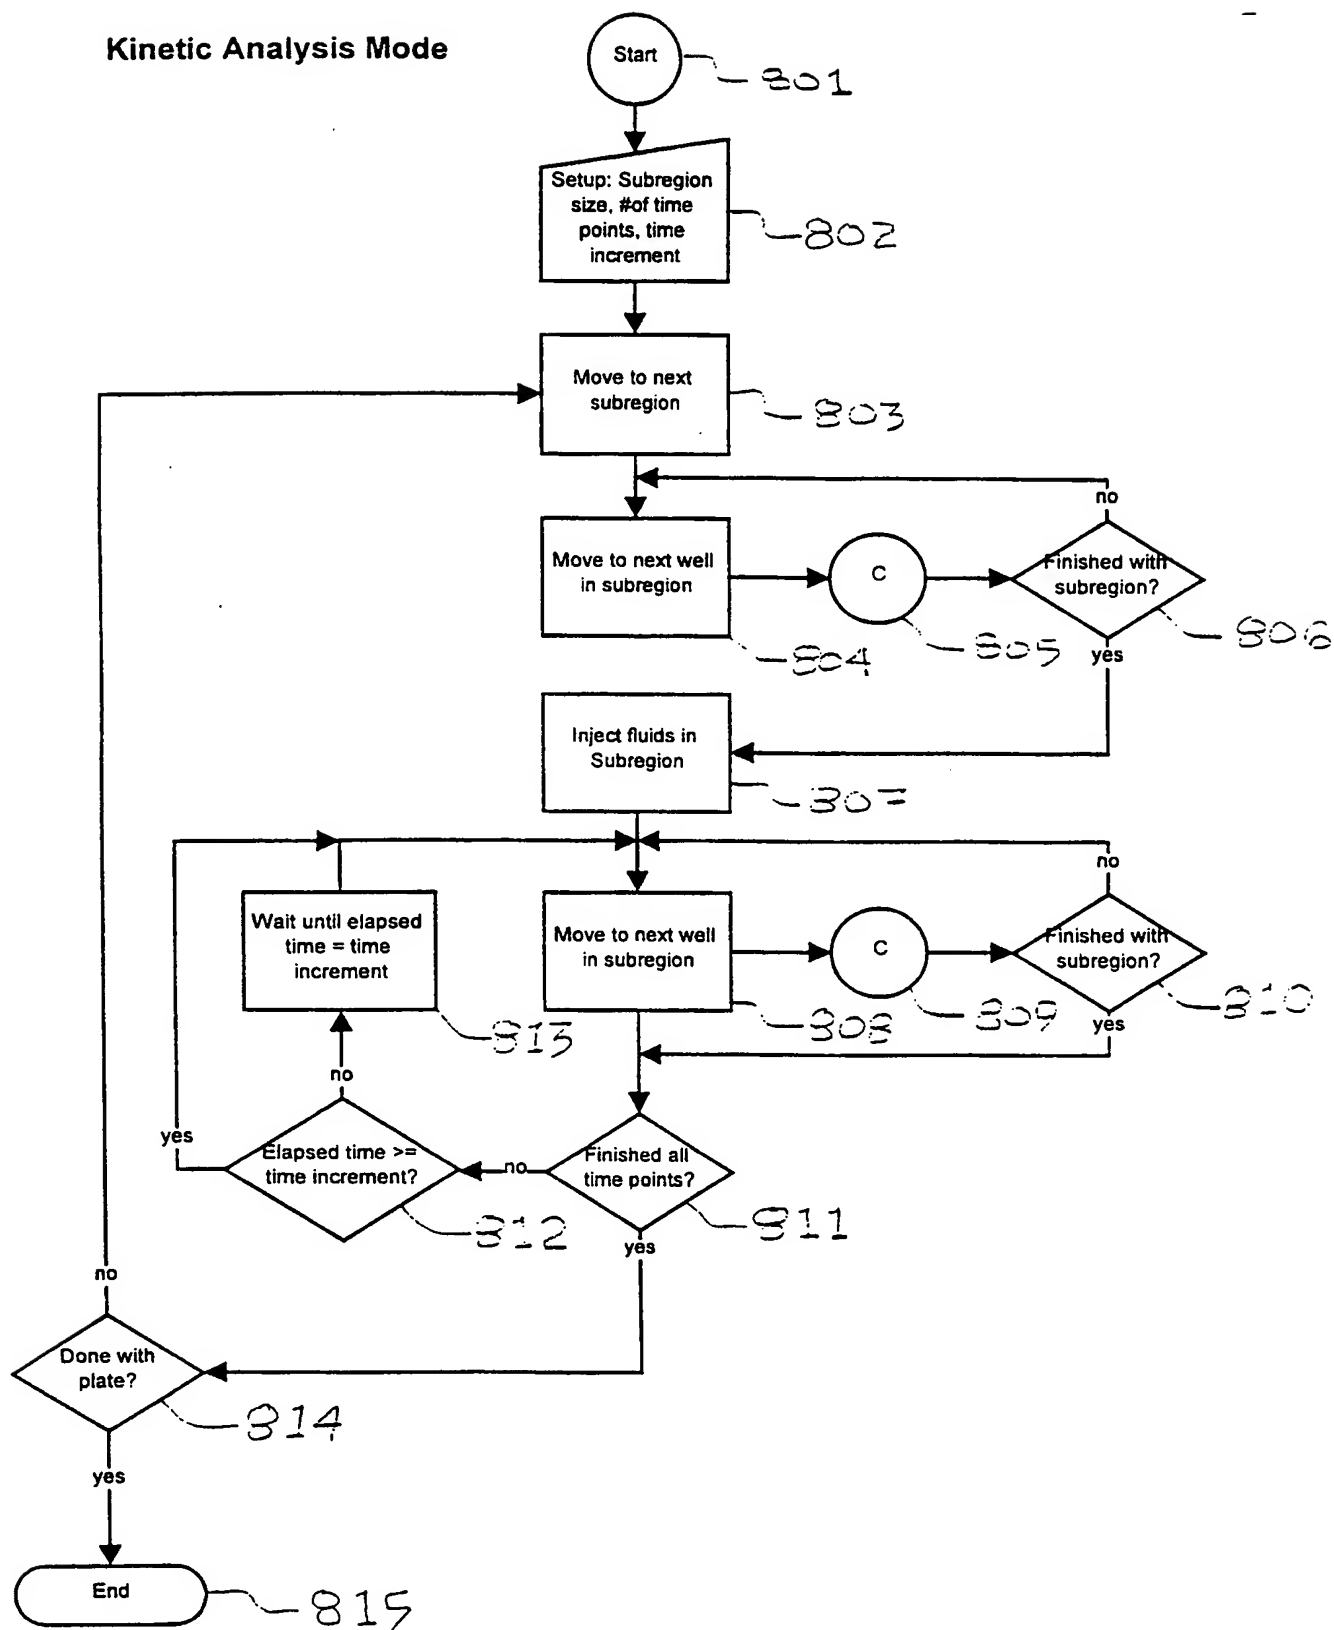 Kinetic Analysis Mode
Start
801
Setup: Subregion
size, #of time
points, time
increment
802
Move to next
subregion
803
no
Move to next well
in subregion
C
Finished with
subregion?
804
805
806
yes
Inject fluids in
Subregion
807
no
Wait until elapsed
time = time
increment
Move to next well
in subregion
C
Finished with
subregion?
813
808
809
810
yes
no
yes
Elapsed time >=
time increment?
no
Finished all
time points?
812
811
yes
no
Done with
plate?
814
yes
End
815